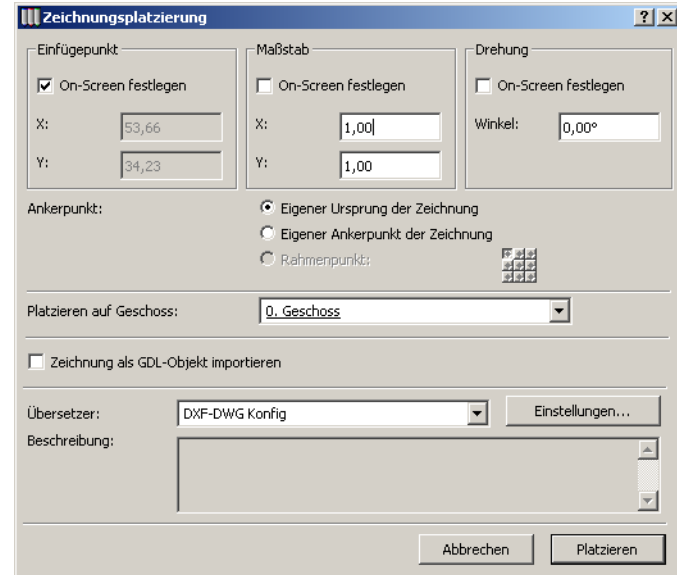 Zeichnungsplatzierung
Einfügepunkt
On-Screen festlegen
X: 53,66
Y: 34,23
Maßstab
On-Screen festlegen
X: 1,00
Y: 1,00
Drehung
On-Screen festlegen
Winkel: 0,00°
Ankerpunkt:
Eigener Ursprung der Zeichnung
Eigener Ankerpunkt der Zeichnung
Rahmenpunkt:
Platzieren auf Geschoss: 0. Geschoss
Zeichnung als GDL-Objekt importieren
Übersetzer: DXF-DWG Konfig Einstellungen...
Beschreibung:
Abbrechen Platzieren